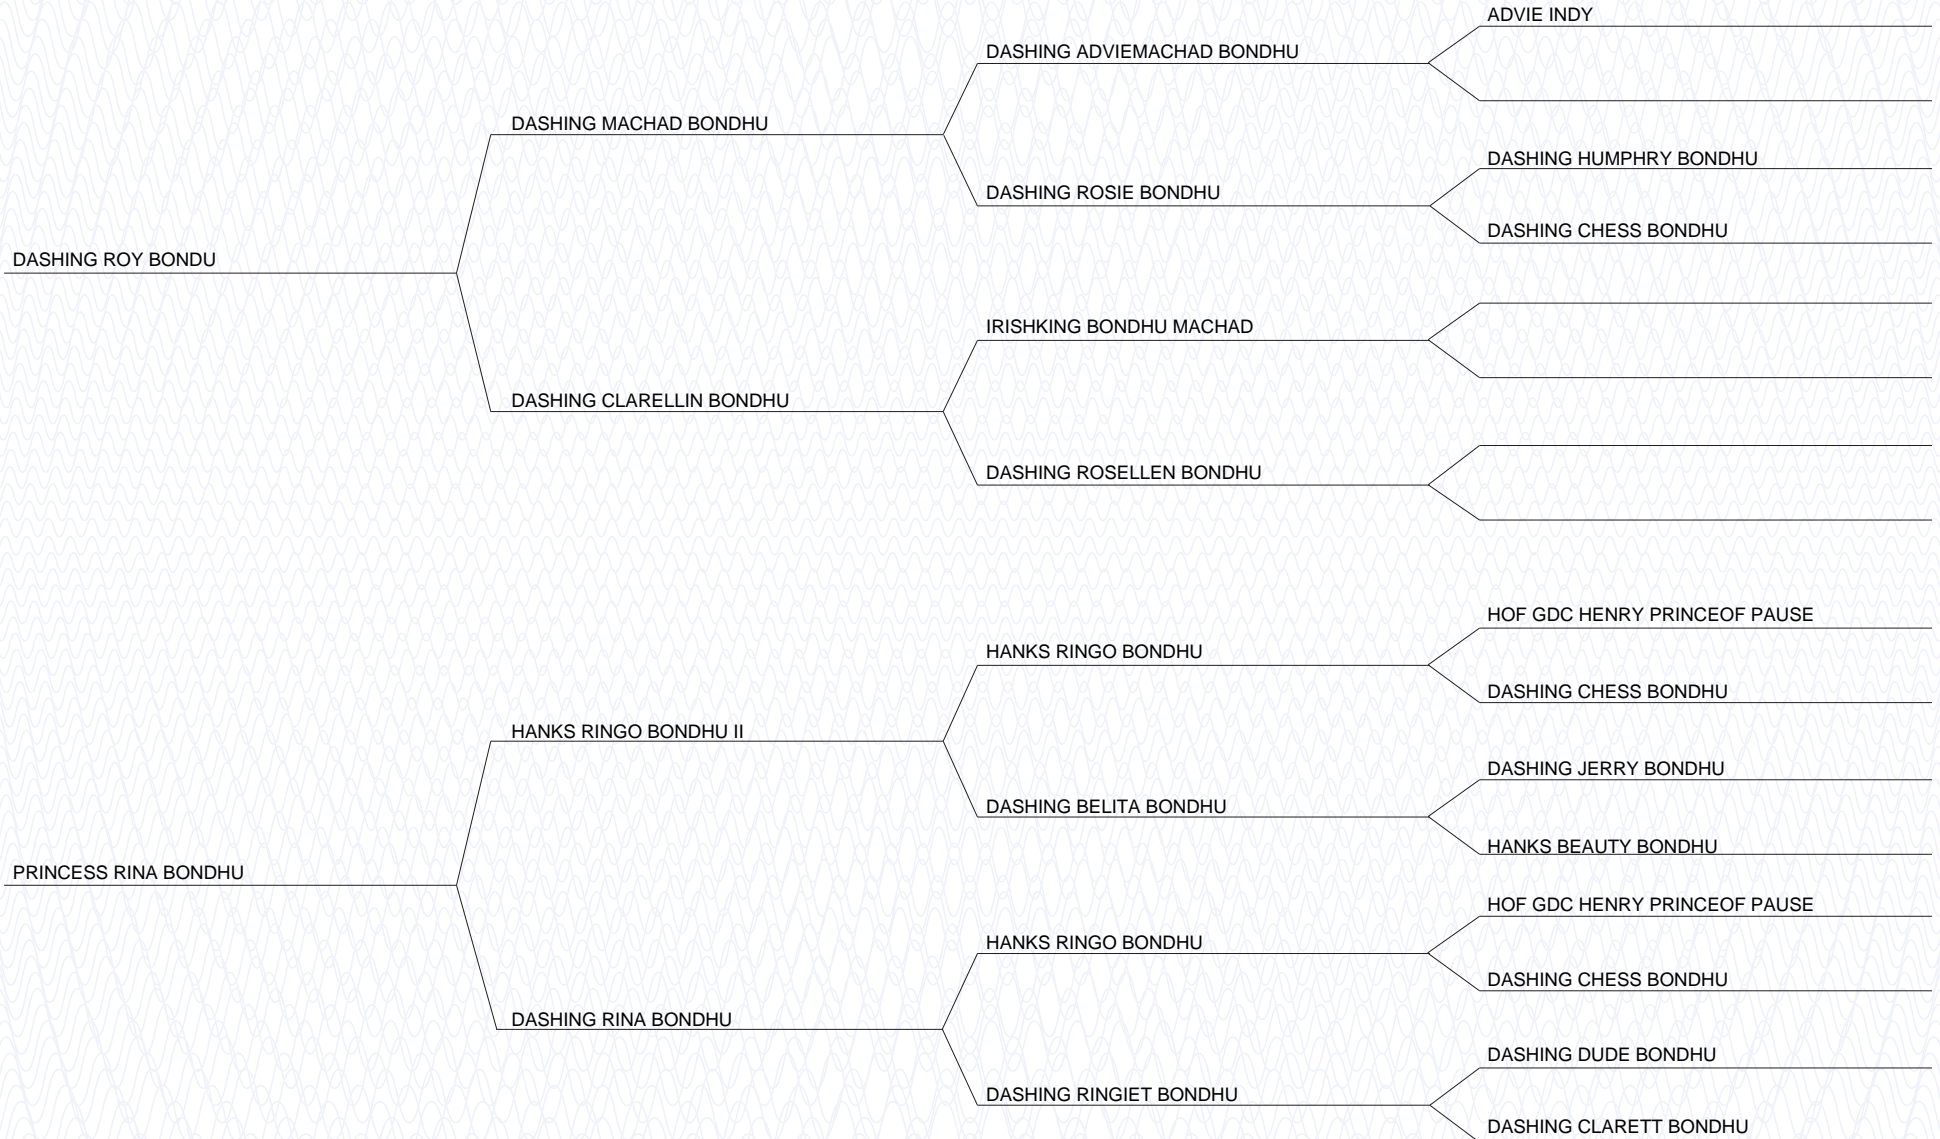 ADVIE INDY
DASHING ADVIEMACHAD BONDHU
DASHING MACHAD BONDHU
DASHING HUMPHRY BONDHU
DASHING ROSIE BONDHU
DASHING CHESS BONDHU
DASHING ROY BONDU
IRISHKING BONDHU MACHAD
DASHING CLARELLIN BONDHU
DASHING ROSELLEN BONDHU
HOF GDC HENRY PRINCEOF PAUSE
HANKS RINGO BONDHU
DASHING CHESS BONDHU
HANKS RINGO BONDHU II
DASHING JERRY BONDHU
DASHING BELITA BONDHU
HANKS BEAUTY BONDHU
PRINCESS RINA BONDHU
HOF GDC HENRY PRINCEOF PAUSE
HANKS RINGO BONDHU
DASHING CHESS BONDHU
DASHING RINA BONDHU
DASHING DUDE BONDHU
DASHING RINGIET BONDHU
DASHING CLARETT BONDHU